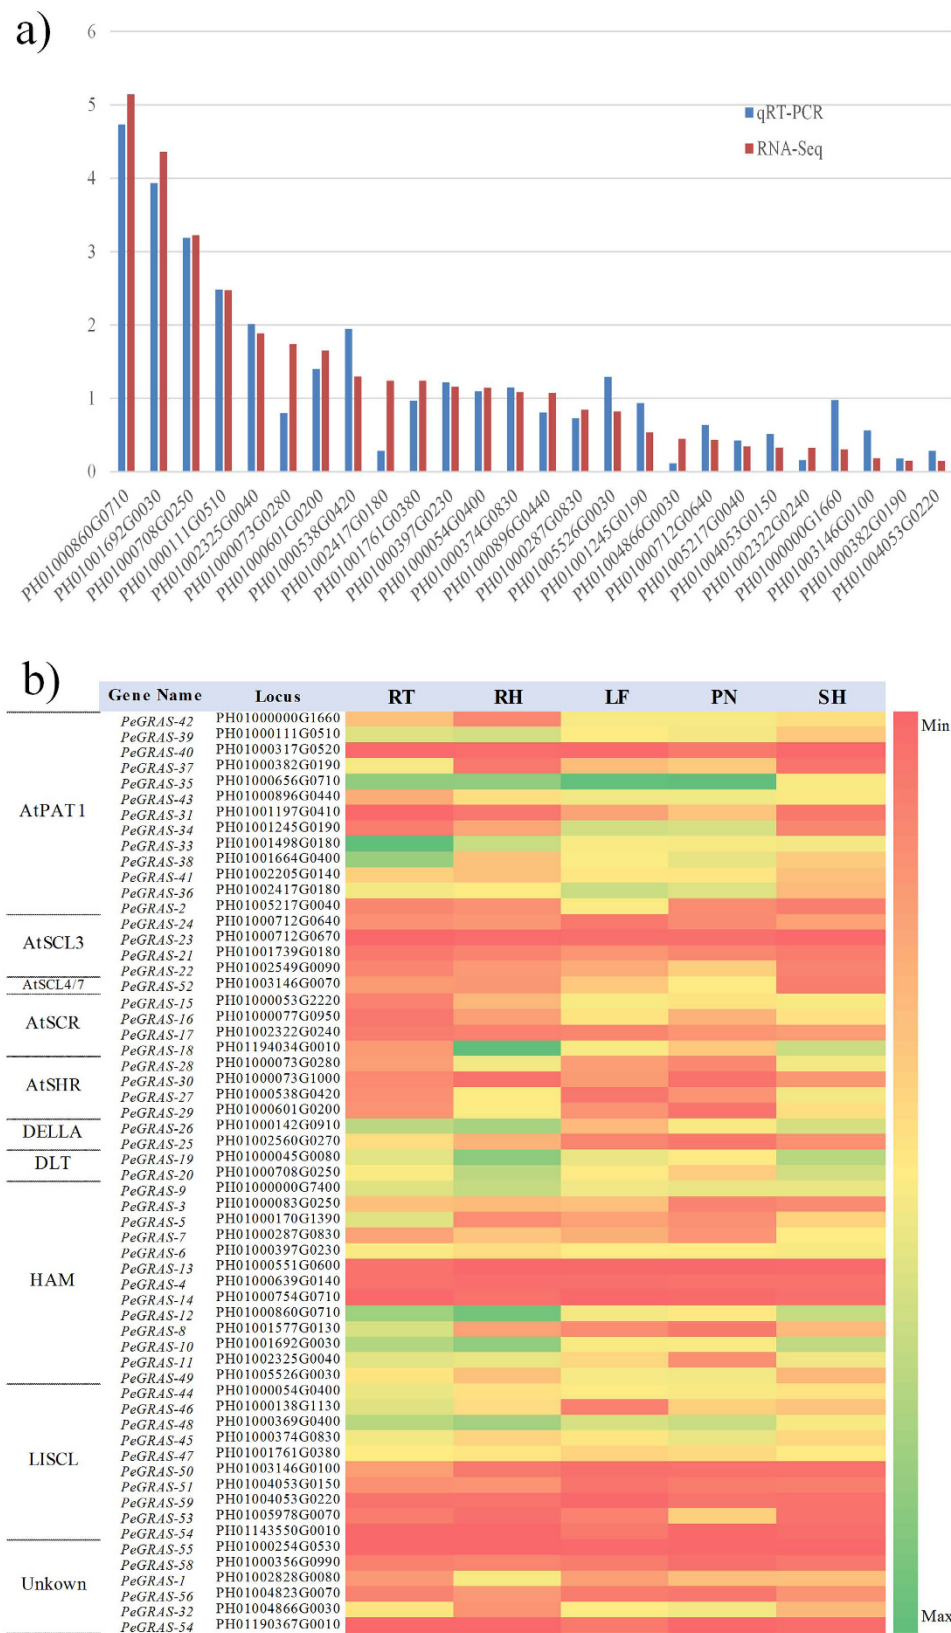 a)
6
5
4
3
2
1
0
qRT-PCR
RNA-Seq
PH01000860G0710
PH01001692G0030
PH01000708G0250
PH01000111G0510
PH01002325G0040
PH01000073G0280
PH01000601G0200
PH01000538G0420
PH01002417G0180
PH01001761G0380
PH01000397G0230
PH01000054G0400
PH01000374G0830
PH01000896G0440
PH01000287G0830
PH01005526G0030
PH01001245G0190
PH01004866G0030
PH01000712G0640
PH01005217G0040
PH01004053G0150
PH01002322G0240
PH01000000G1660
PH01003146G0100
PH01000382G0190
PH01004053G0220
b)
Gene Name Locus RT RH LF PN SH
PeGRAS-42 PH01000000G1660
PeGRAS-39 PH01000111G0510
PeGRAS-40 PH01000317G0520
PeGRAS-37 PH01000382G0190
PeGRAS-35 PH01000656G0710
PeGRAS-43 PH01000896G0440
AtPAT1 PeGRAS-31 PH01001197G0410
PeGRAS-34 PH01001245G0190
PeGRAS-33 PH01001498G0180
PeGRAS-38 PH01001664G0400
PeGRAS-41 PH01002205G0140
PeGRAS-36 PH01002417G0180
PeGRAS-2 PH01005217G0040
PeGRAS-24 PH01000712G0640
AtSCL3 PeGRAS-23 PH01000712G0670
PeGRAS-21 PH01001739G0180
PeGRAS-22 PH01002549G0090
AtSCL4/7 PeGRAS-52 PH01003146G0070
PeGRAS-15 PH01000053G2220
AtSCR PeGRAS-16 PH01000077G0950
PeGRAS-17 PH01002322G0240
PeGRAS-18 PH01194034G0010
PeGRAS-28 PH01000073G0280
AtSHR PeGRAS-30 PH01000073G1000
PeGRAS-27 PH01000538G0420
PeGRAS-29 PH01000601G0200
DELLA PeGRAS-26 PH01000142G0910
PeGRAS-25 PH01002560G0270
DLT PeGRAS-19 PH01000045G0080
PeGRAS-20 PH01000708G0250
PeGRAS-9 PH01000000G7400
PeGRAS-3 PH01000083G0250
PeGRAS-5 PH01000170G1390
PeGRAS-7 PH01000287G0830
PeGRAS-6 PH01000397G0230
PeGRAS-13 PH01000551G0600
HAM PeGRAS-4 PH01000639G0140
PeGRAS-14 PH01000754G0710
PeGRAS-12 PH01000860G0710
PeGRAS-8 PH01001577G0130
PeGRAS-10 PH01001692G0030
PeGRAS-11 PH01002325G0040
PeGRAS-49 PH01005526G0030
PeGRAS-44 PH01000054G0400
PeGRAS-46 PH01000138G1130
PeGRAS-48 PH01000369G0400
PeGRAS-45 PH01000374G0830
LISCL PeGRAS-47 PH01001761G0380
PeGRAS-50 PH01003146G0100
PeGRAS-51 PH01004053G0150
PeGRAS-59 PH01004053G0220
PeGRAS-53 PH01005978G0070
PeGRAS-54 PH01143550G0010
PeGRAS-55 PH01000254G0530
PeGRAS-58 PH01000356G0990
Unkown PeGRAS-1 PH01002828G0080
PeGRAS-56 PH01004823G0070
PeGRAS-32 PH01004866G0030
PeGRAS-54 PH01190367G0010
Min
Max